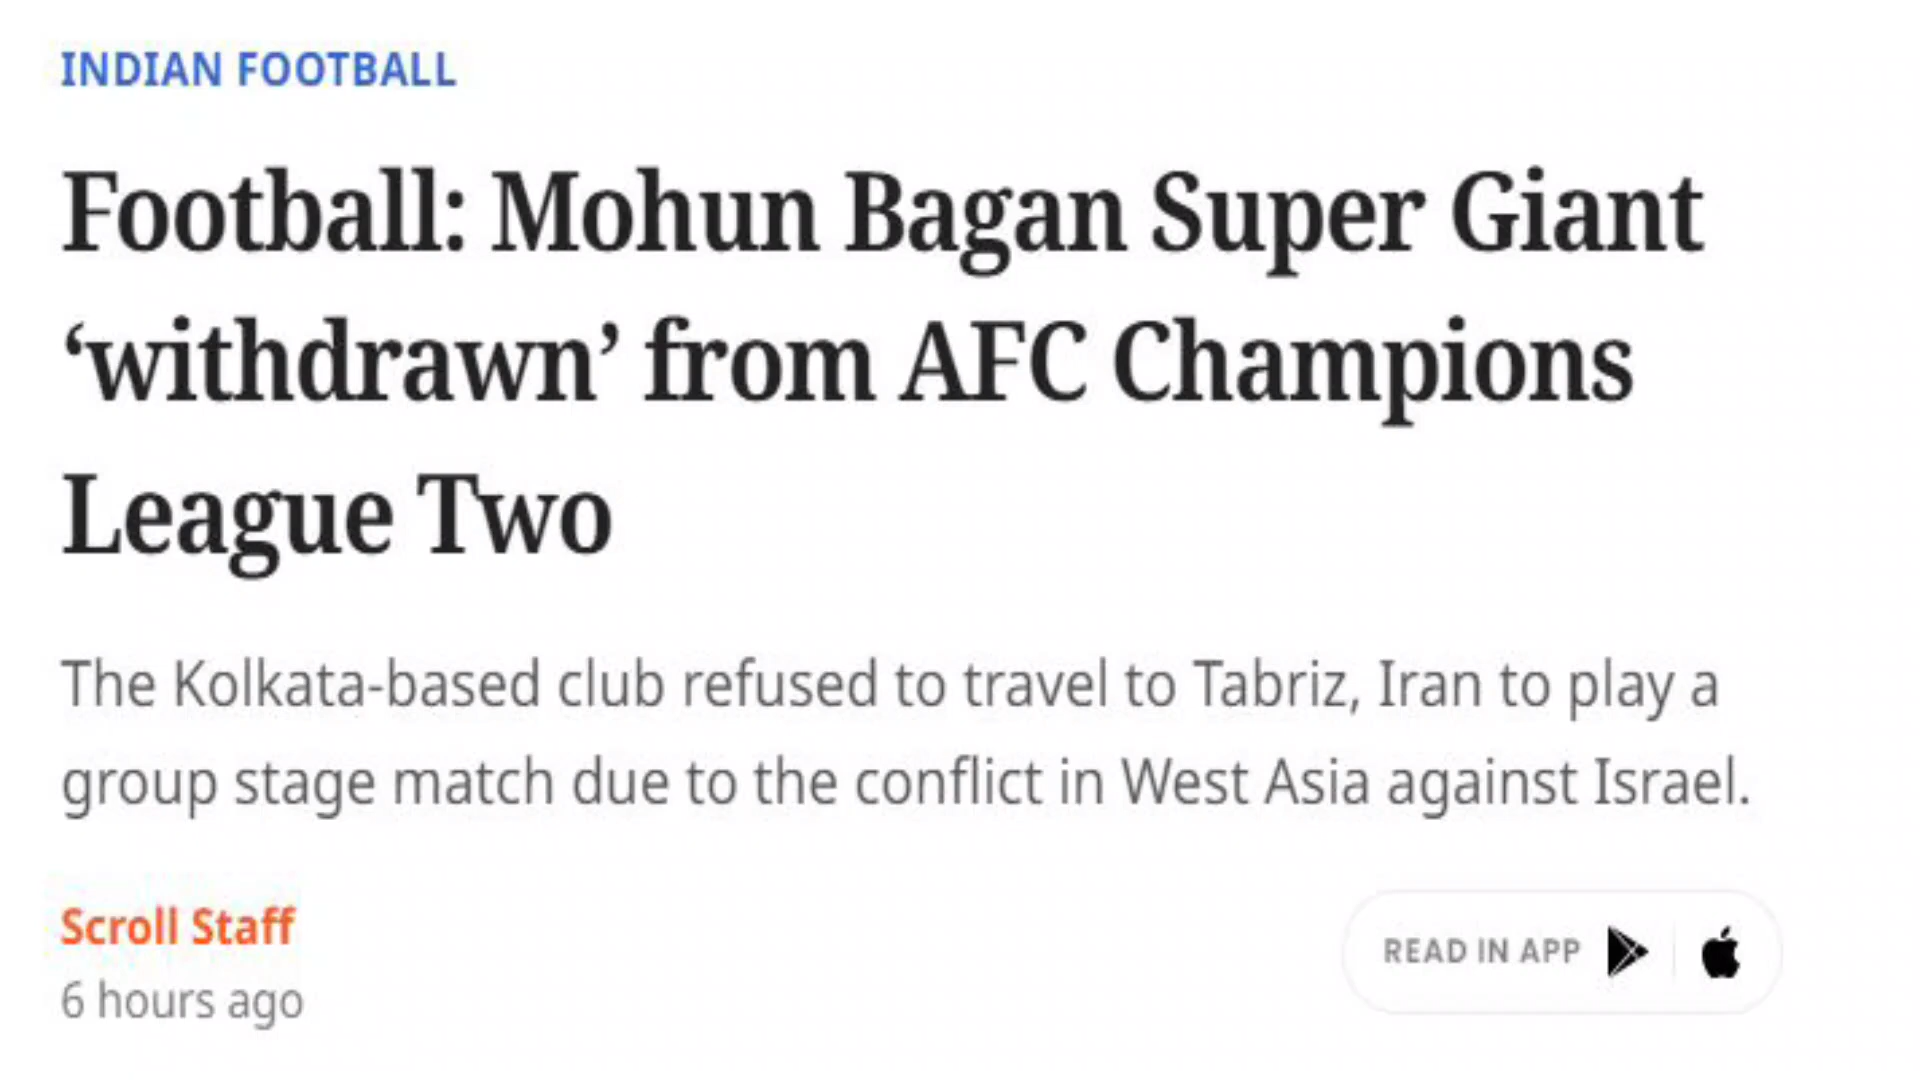 INDIAN FOOTBALL
Football: Mohun Bagan Super Giant
‘withdrawn’ from AFC Champions
League Two
The Kolkata-based club refused to travel to Tabriz, Iran to play a
group stage match due to the conflict in West Asia against Israel.
Scroll Staff
6 hours ago
READ IN APP